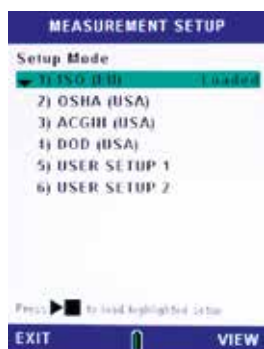 MEASUREMENT SETUP
Setup Mode
1) ISO (EU) Loaded
2) OSHA (USA)
3) ACGIH (USA)
4) DOD (USA)
5) USER SETUP 1
6) USER SETUP 2
Press ▶■ to load highlighted setup
EXIT VIEW